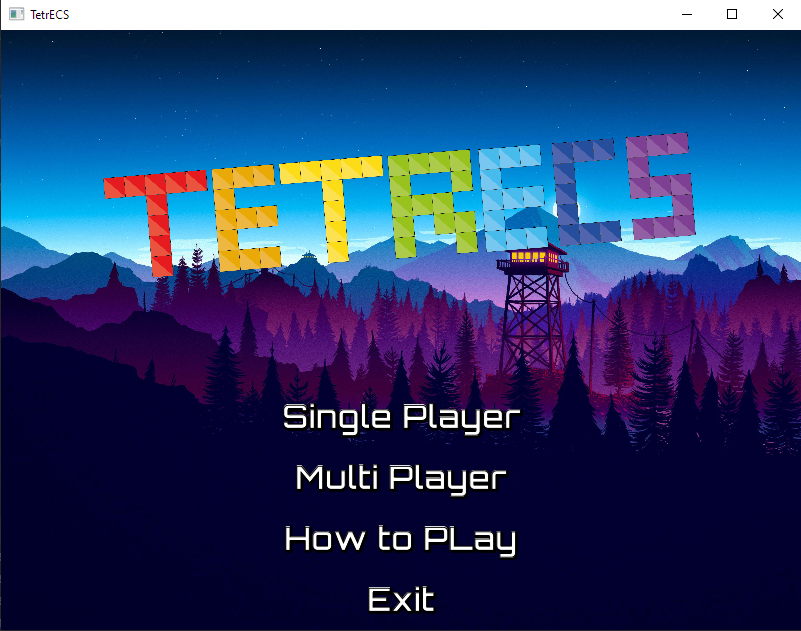 TetrECS
TETRECS
Single Player
Multi Player
How to PLay
Exit